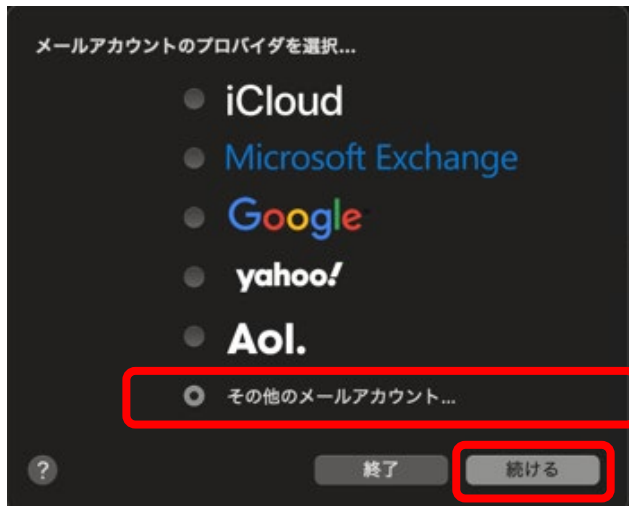 メールアカウントのプロバイダを選択...
iCloud
Microsoft Exchange
Google
yahoo!
Aol.
その他のメールアカウント...
? 終了 続ける